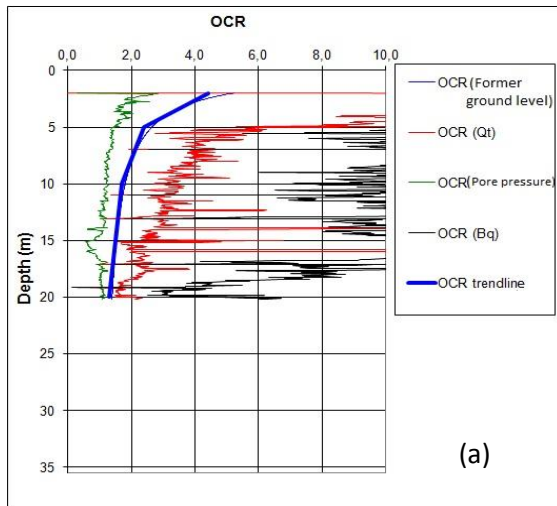 OCR
0,0 2,0 4,0 6,0 8,0 10,0
0
5
10
15
20
25
30
35
Depth (m)
OCR (Former
ground level)
OCR (Qt)
OCR(Pore pressure)
OCR (Bq)
OCR trendline
(a)